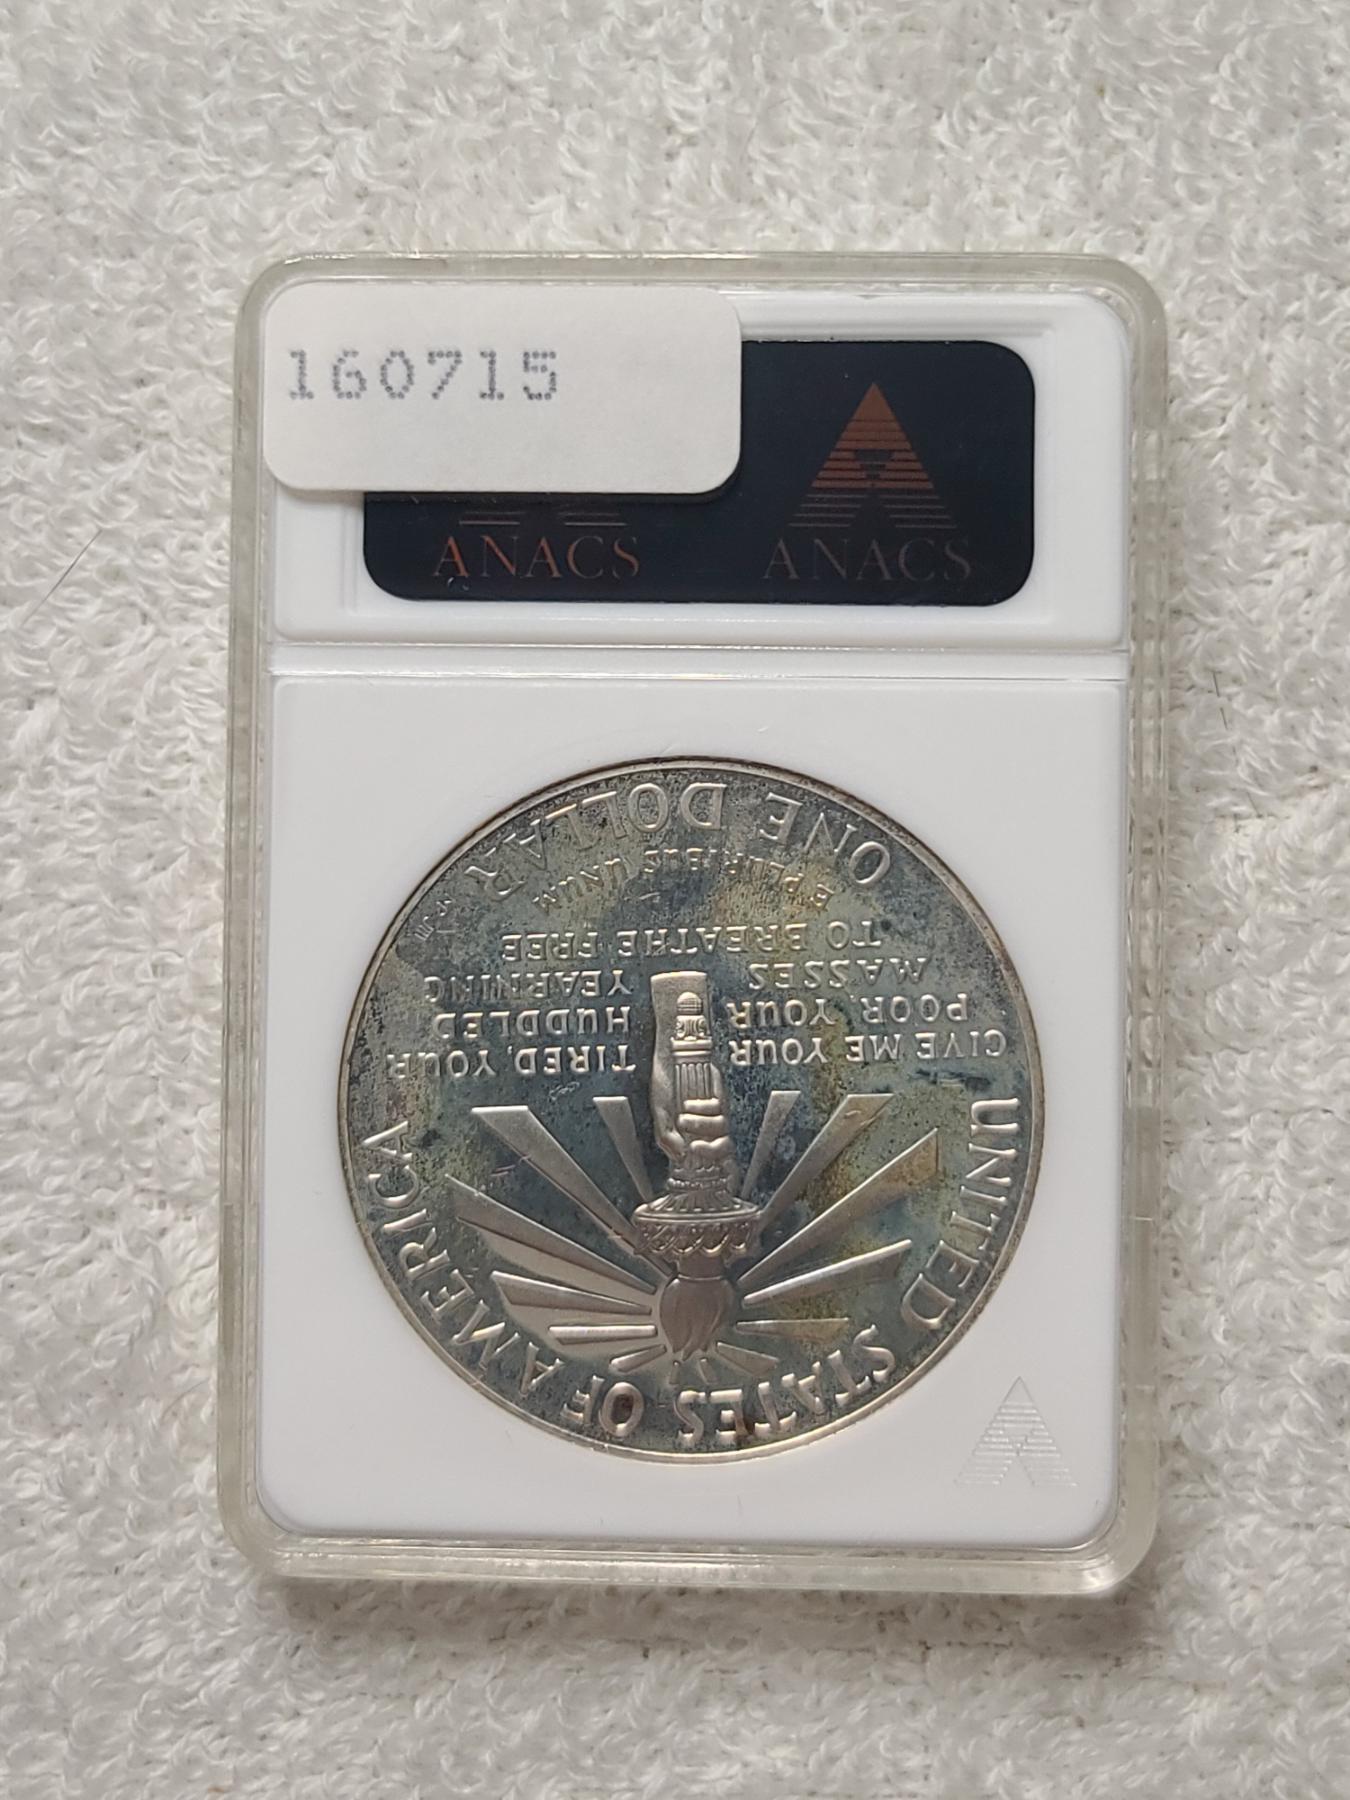 160715
ANACS
ANACS
UNITED STATES OF AMERICA
GIVE ME YOUR TIRED, YOUR
POOR, YOUR HUDDLED
MASSES YEARNING
TO BREATHE FREE
E PLURIBUS UNUM
ONE DOLLAR